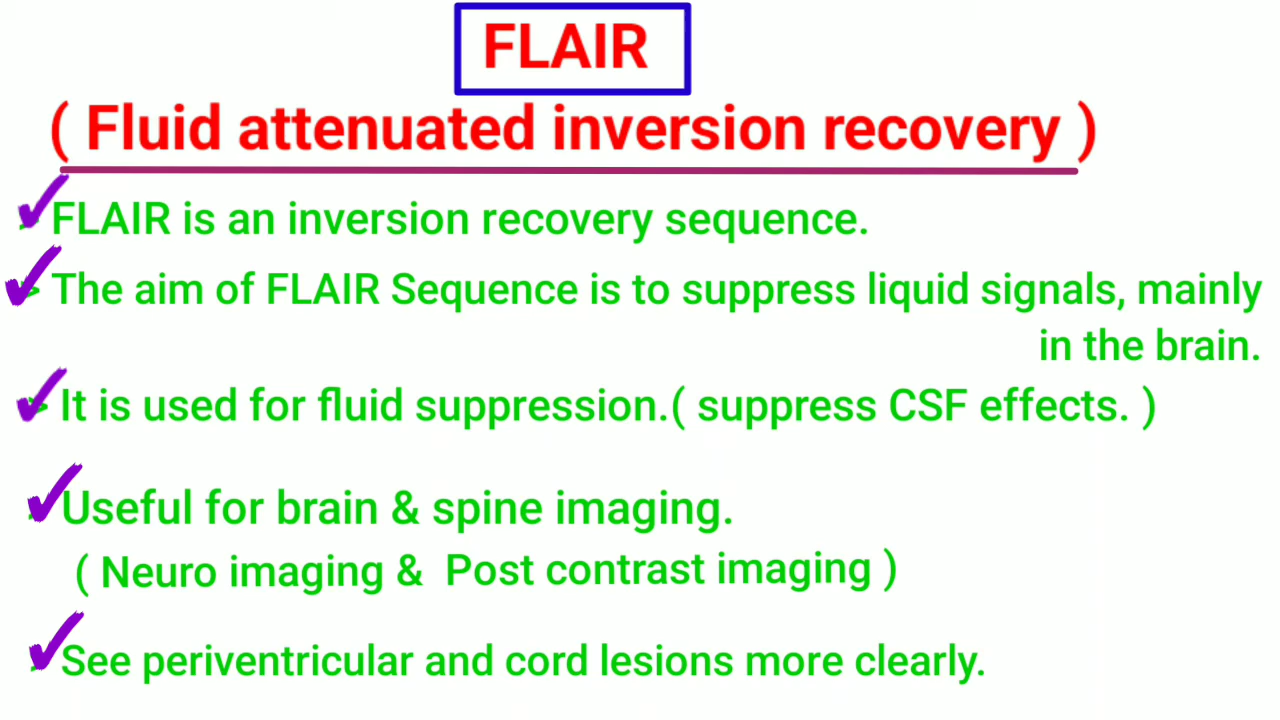 FLAIR
( Fluid attenuated inversion recovery )
✓FLAIR is an inversion recovery sequence.
✓The aim of FLAIR Sequence is to suppress liquid signals, mainly
in the brain.
✓It is used for fluid suppression.( suppress CSF effects. )
✓Useful for brain & spine imaging.
( Neuro imaging & Post contrast imaging )
✓See periventricular and cord lesions more clearly.